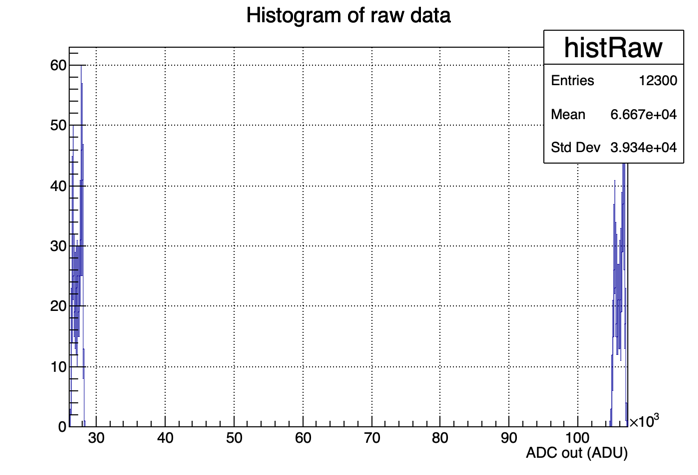 Histogram of raw data
histRaw
Entries 12300
Mean 6.667e+04
Std Dev 3.934e+04
60
50
40
30
20
10
0
30 40 50 60 70 80 90 100
×10³
ADC out (ADU)